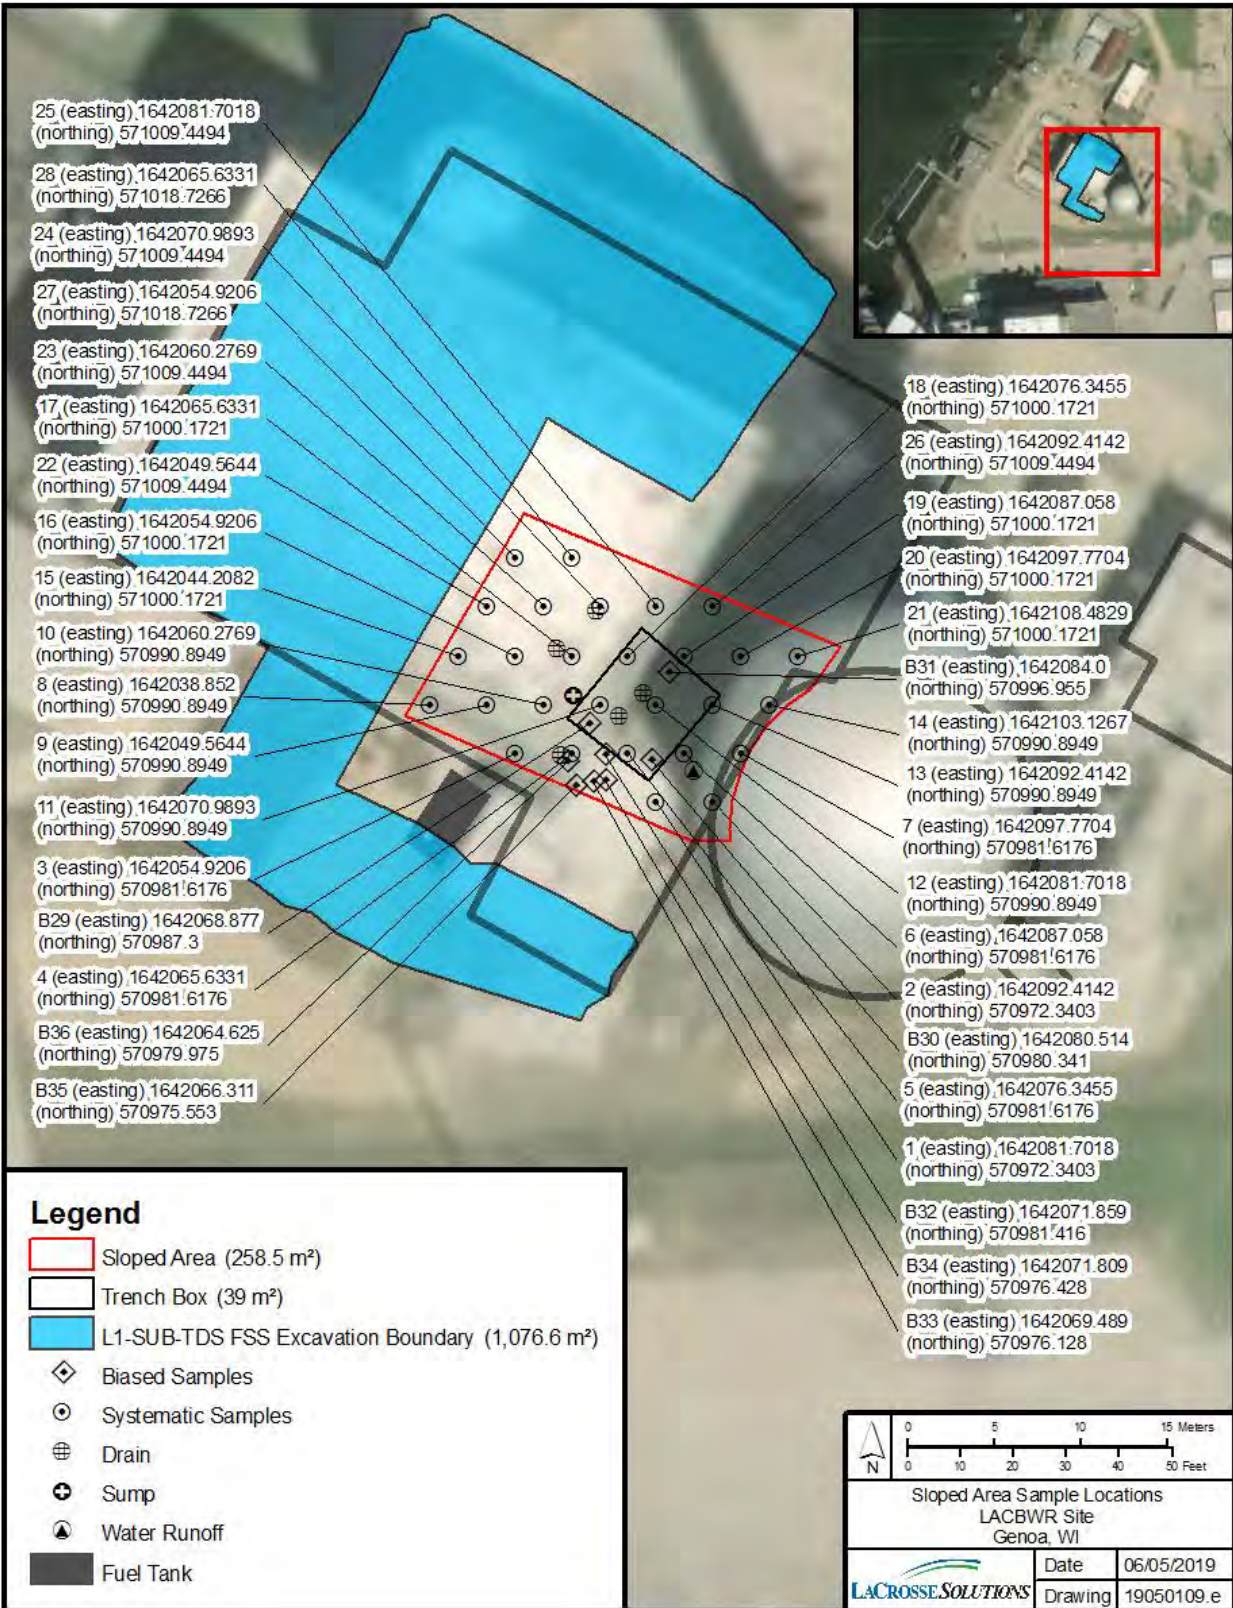 25 (easting) 1642081.7018
(northing) 571009.4494
28 (easting) 1642065.6331
(northing) 571018.7266
24 (easting) 1642070.9893
(northing) 571009.4494
27 (easting) 1642054.9206
(northing) 571018.7266
23 (easting) 1642060.2769
(northing) 571009.4494
17 (easting) 1642065.6331
(northing) 571000.1721
22 (easting) 1642049.5644
(northing) 571009.4494
16 (easting) 1642054.9206
(northing) 571000.1721
15 (easting) 1642044.2082
(northing) 571000.1721
10 (easting) 1642060.2769
(northing) 570990.8949
8 (easting) 1642038.852
(northing) 570990.8949
9 (easting) 1642049.5644
(northing) 570990.8949
11 (easting) 1642070.9893
(northing) 570990.8949
3 (easting) 1642054.9206
(northing) 570981.6176
B29 (easting) 1642068.877
(northing) 570987.3
4 (easting) 1642065.6331
(northing) 570981.6176
B36 (easting) 1642064.625
(northing) 570979.975
B35 (easting) 1642066.311
(northing) 570975.553
18 (easting) 1642076.3455
(northing) 571000.1721
26 (easting) 1642092.4142
(northing) 571009.4494
19 (easting) 1642087.058
(northing) 571000.1721
20 (easting) 1642097.7704
(northing) 571000.1721
21 (easting) 1642108.4829
(northing) 571000.1721
B31 (easting) 1642084.0
(northing) 570996.955
14 (easting) 1642103.1267
(northing) 570990.8949
13 (easting) 1642092.4142
(northing) 570990.8949
7 (easting) 1642097.7704
(northing) 570981.6176
12 (easting) 1642081.7018
(northing) 570990.8949
6 (easting) 1642087.058
(northing) 570981.6176
2 (easting) 1642092.4142
(northing) 570972.3403
B30 (easting) 1642080.514
(northing) 570980.341
5 (easting) 1642076.3455
(northing) 570981.6176
1 (easting) 1642081.7018
(northing) 570972.3403
B32 (easting) 1642071.859
(northing) 570981.416
B34 (easting) 1642071.809
(northing) 570976.428
B33 (easting) 1642069.489
(northing) 570976.128
Legend
Sloped Area (258.5 m²)
Trench Box (39 m²)
L1-SUB-TDS FSS Excavation Boundary (1,076.6 m²)
Biased Samples
Systematic Samples
Drain
Sump
Water Runoff
Fuel Tank
N
0 5 10 15 Meters
0 10 20 30 40 50 Feet
Sloped Area Sample Locations
LACBWR Site
Genoa, WI
LACROSSE SOLUTIONS
Date 06/05/2019
Drawing 19050109.e